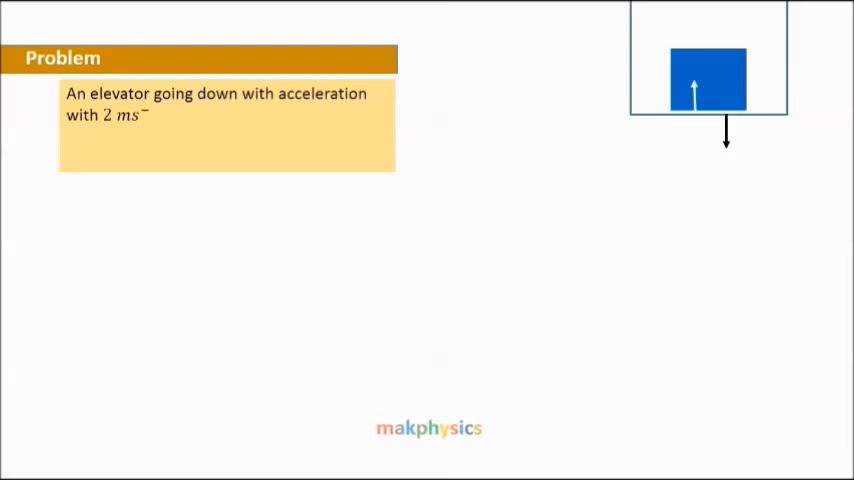 Problem
An elevator going down with acceleration
with 2 ms⁻
makphysics